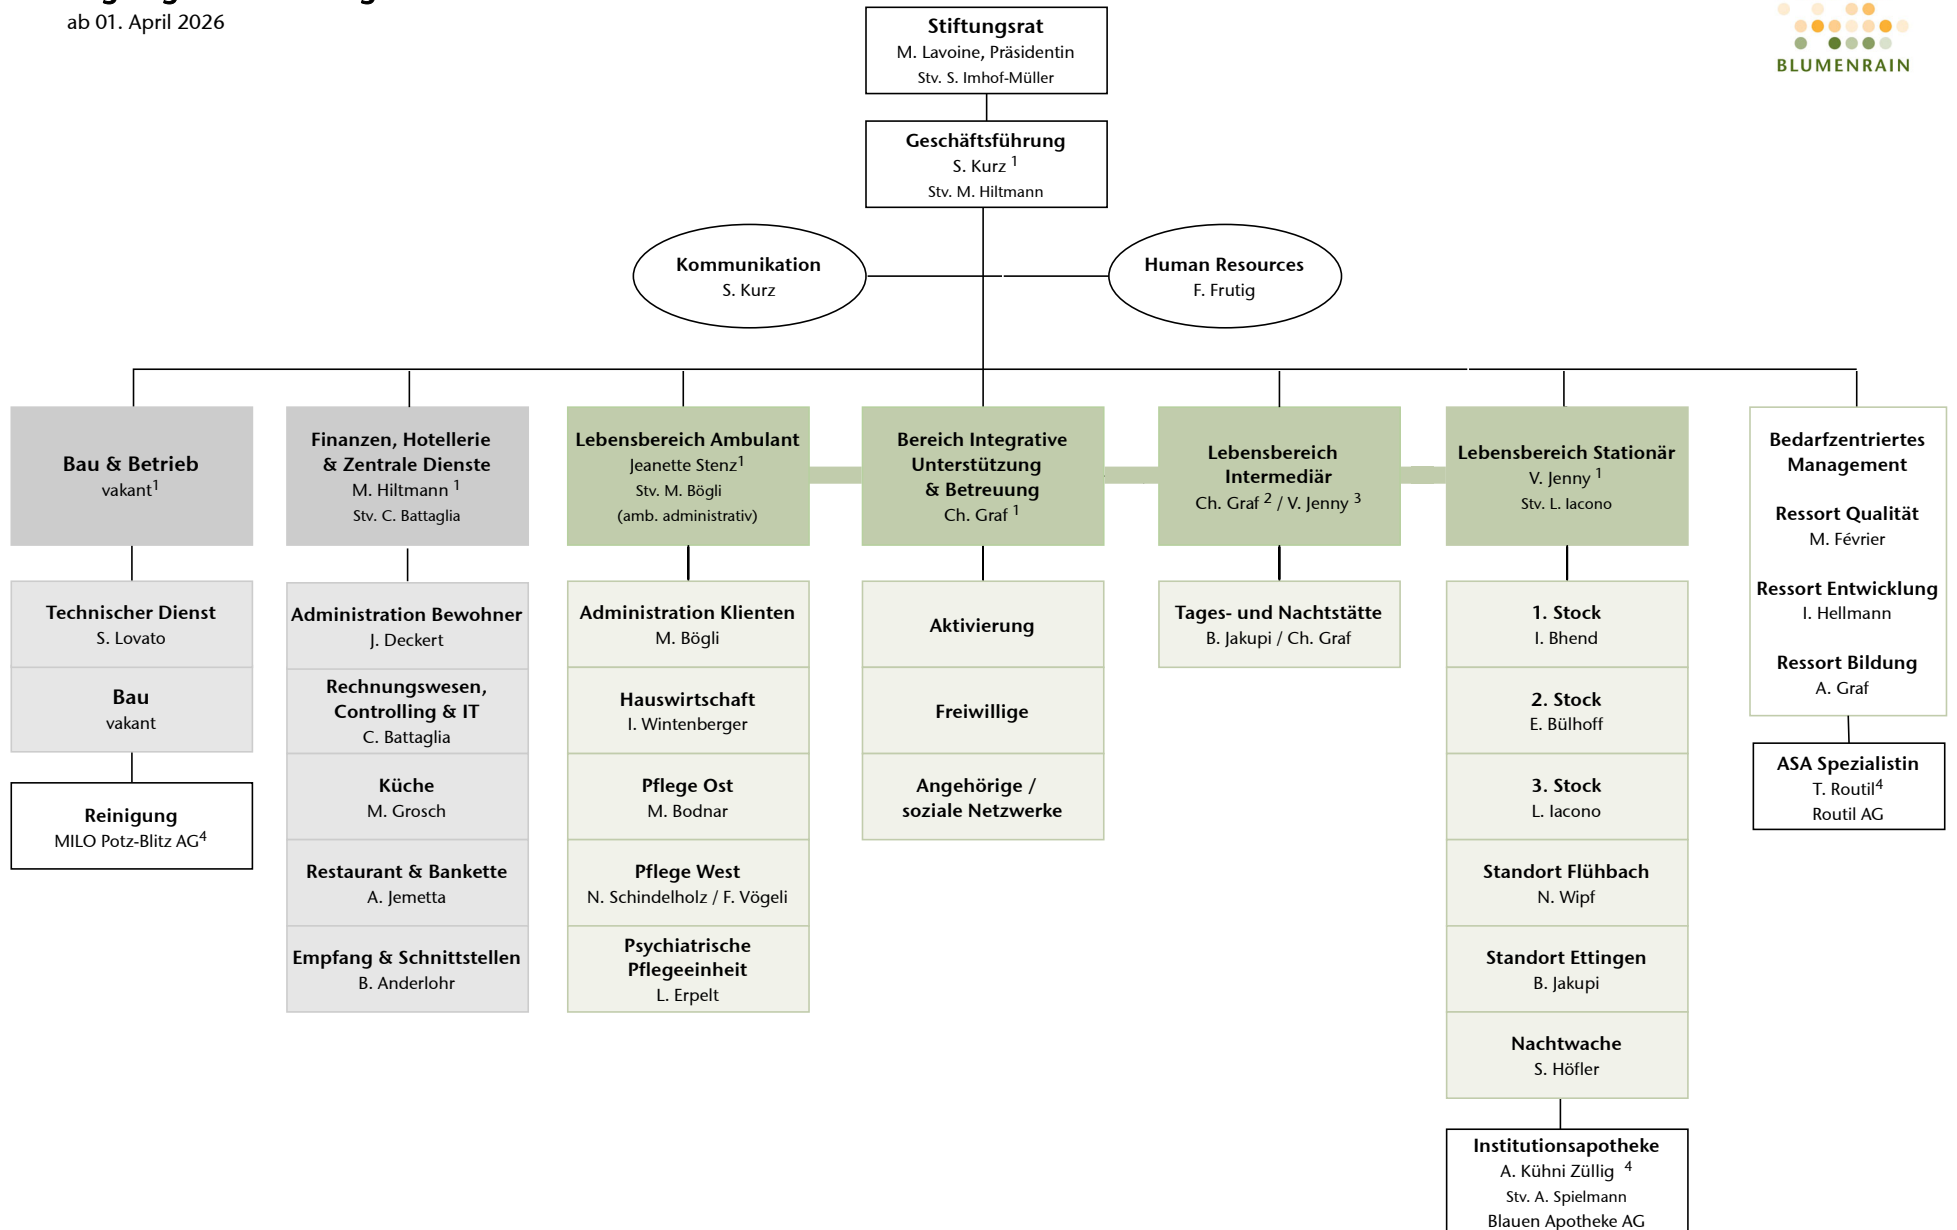 ab 01. April 2026
BLUMENRAIN
Stiftungsrat
M. Lavoine, Präsidentin
Stv. S. Imhof-Müller
Geschäftsführung
S. Kurz 1
Stv. M. Hiltmann
Kommunikation
S. Kurz
Human Resources
F. Frutig
Bau & Betrieb
vakant1
Finanzen, Hotellerie
& Zentrale Dienste
M. Hiltmann 1
Stv. C. Battaglia
Lebensbereich Ambulant
Jeanette Stenz1
Stv. M. Bögli
(amb. administrativ)
Bereich Integrative
Unterstützung
& Betreuung
Ch. Graf 1
Lebensbereich
Intermediär
Ch. Graf 2 / V. Jenny 3
Lebensbereich Stationär
V. Jenny 1
Stv. L. Iacono
Bedarfzentriertes
Management
Ressort Qualität
M. Février
Ressort Entwicklung
I. Hellmann
Ressort Bildung
A. Graf
Technischer Dienst
S. Lovato
Bau
vakant
Reinigung
MILO Potz-Blitz AG4
Administration Bewohner
J. Deckert
Rechnungswesen,
Controlling & IT
C. Battaglia
Küche
M. Grosch
Restaurant & Bankette
A. Jemetta
Empfang & Schnittstellen
B. Anderlohr
Administration Klienten
M. Bögli
Hauswirtschaft
I. Wintenberger
Pflege Ost
M. Bodnar
Pflege West
N. Schindelholz / F. Vögeli
Psychiatrische
Pflegeeinheit
L. Erpelt
Aktivierung
Freiwillige
Angehörige /
soziale Netzwerke
Tages- und Nachtstätte
B. Jakupi / Ch. Graf
1. Stock
I. Bhend
2. Stock
E. Bülhoff
3. Stock
L. Iacono
Standort Flühbach
N. Wipf
Standort Ettingen
B. Jakupi
Nachtwache
S. Höfler
Institutionsapotheke
A. Kühni Züllig 4
Stv. A. Spielmann
Blauen Apotheke AG
ASA Spezialistin
T. Routil4
Routil AG